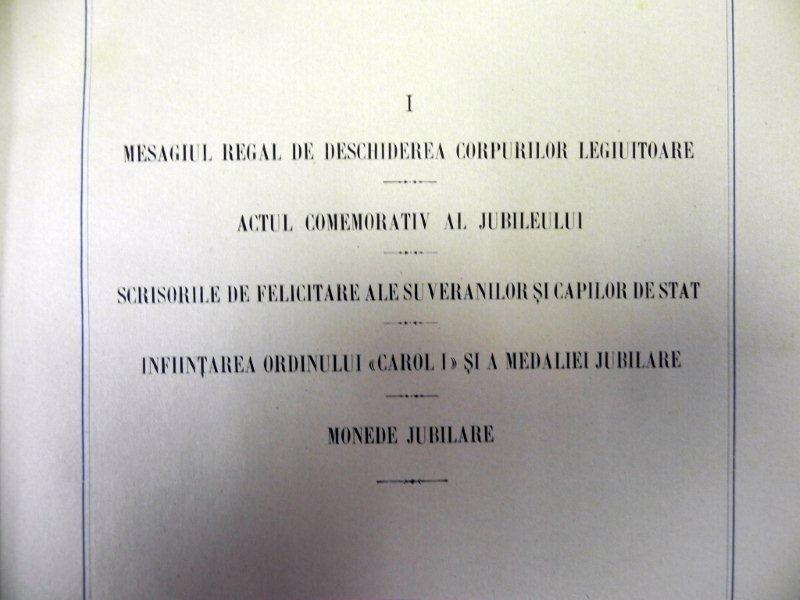 I
MESAGIUL REGAL DE DESCHIDEREA CORPURILOR LEGIUITOARE
ACTUL COMEMORATIV AL JUBILEULUI
SCRISORILE DE FELICITARE ALE SUVERANILOR ȘI CAPILOR DE STAT
INFIINȚAREA ORDINULUI «CAROL I» ȘI A MEDALIEI JUBILARE
MONEDE JUBILARE